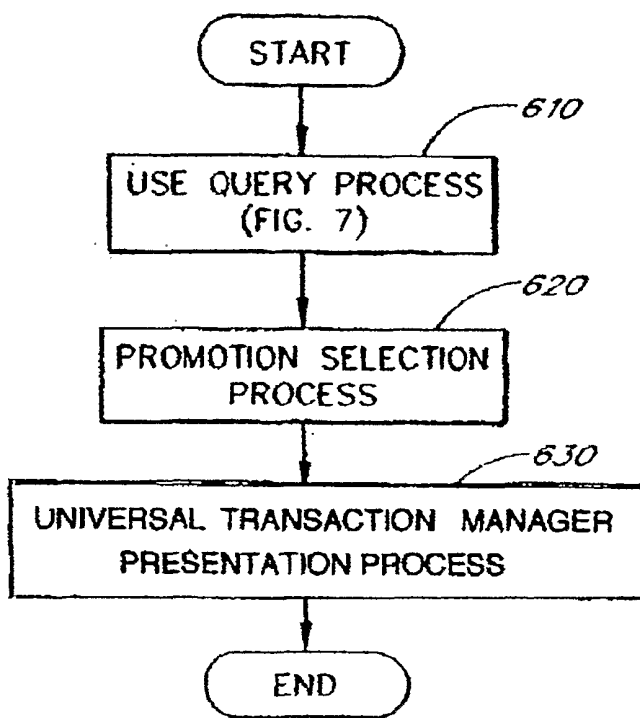 START
610
USE QUERY PROCESS
(FIG. 7)
620
PROMOTION SELECTION
PROCESS
630
UNIVERSAL TRANSACTION MANAGER
PRESENTATION PROCESS
END